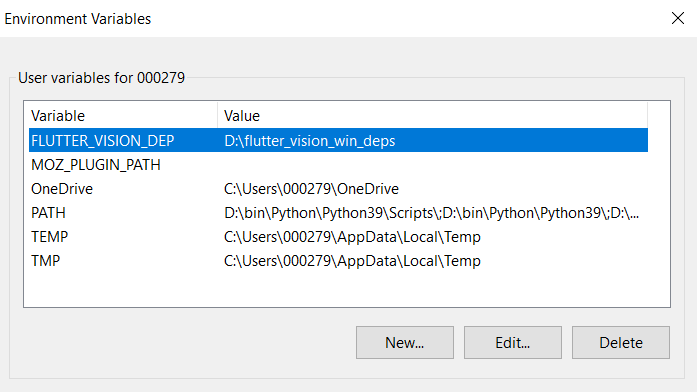 Environment Variables
User variables for 000279
Variable Value
FLUTTER_VISION_DEP D:\flutter_vision_win_deps
MOZ_PLUGIN_PATH
OneDrive C:\Users\000279\OneDrive
PATH D:\bin\Python\Python39\Scripts\;D:\bin\Python\Python39\;D:\...
TEMP C:\Users\000279\AppData\Local\Temp
TMP C:\Users\000279\AppData\Local\Temp
New... Edit... Delete